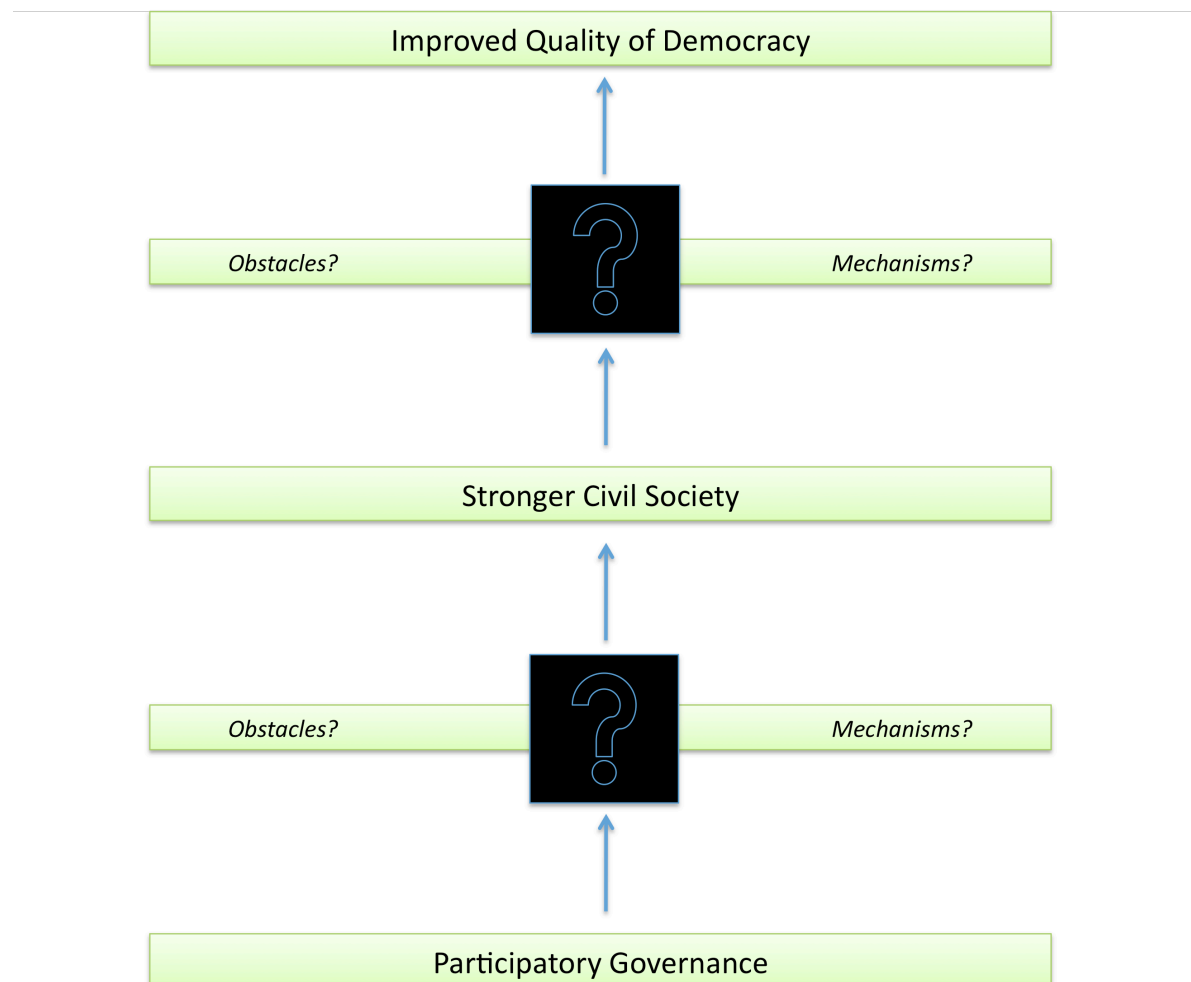 Improved Quality of Democracy
?
Obstacles?
Mechanisms?
Stronger Civil Society
?
Obstacles?
Mechanisms?
Participatory Governance